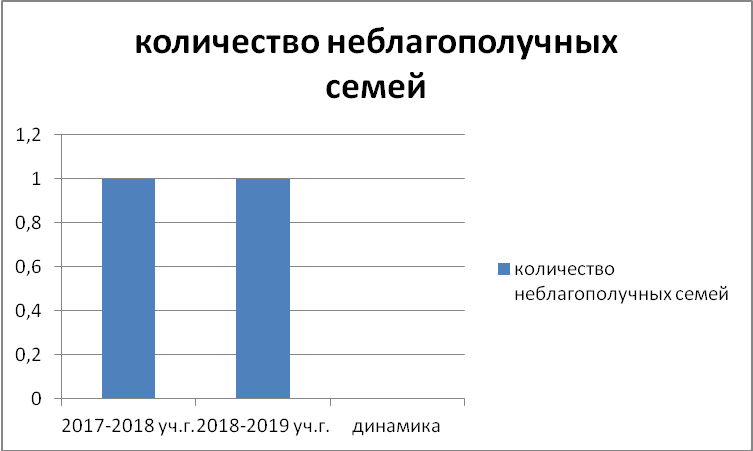 количество неблагополучных
семей
1,2
1
0,8
0,6
0,4
0,2
0
2017-2018 уч.г. 2018-2019 уч.г. динамика
количество
неблагополучных семей